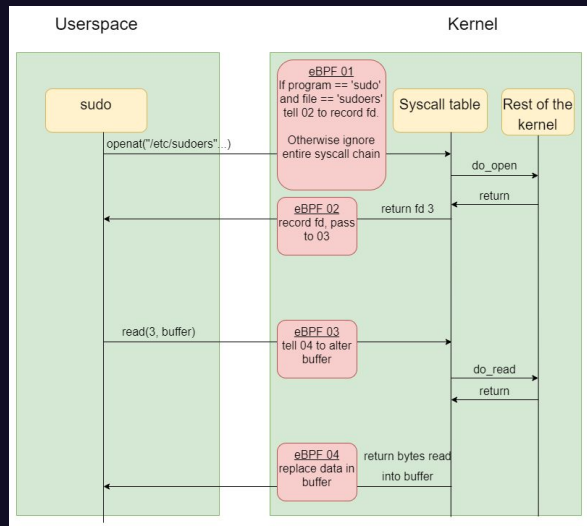 Userspace
Kernel
sudo
eBPF 01
If program == 'sudo'
and file == 'sudoers'
tell 02 to record fd.
Otherwise ignore
entire syscall chain
Syscall table
Rest of the
kernel
openat("/etc/sudoers"...)
do_open
return
eBPF 02
record fd, pass
to 03
return fd 3
read(3, buffer)
eBPF 03
tell 04 to alter
buffer
do_read
return
eBPF 04
replace data in
buffer
return bytes read
into buffer